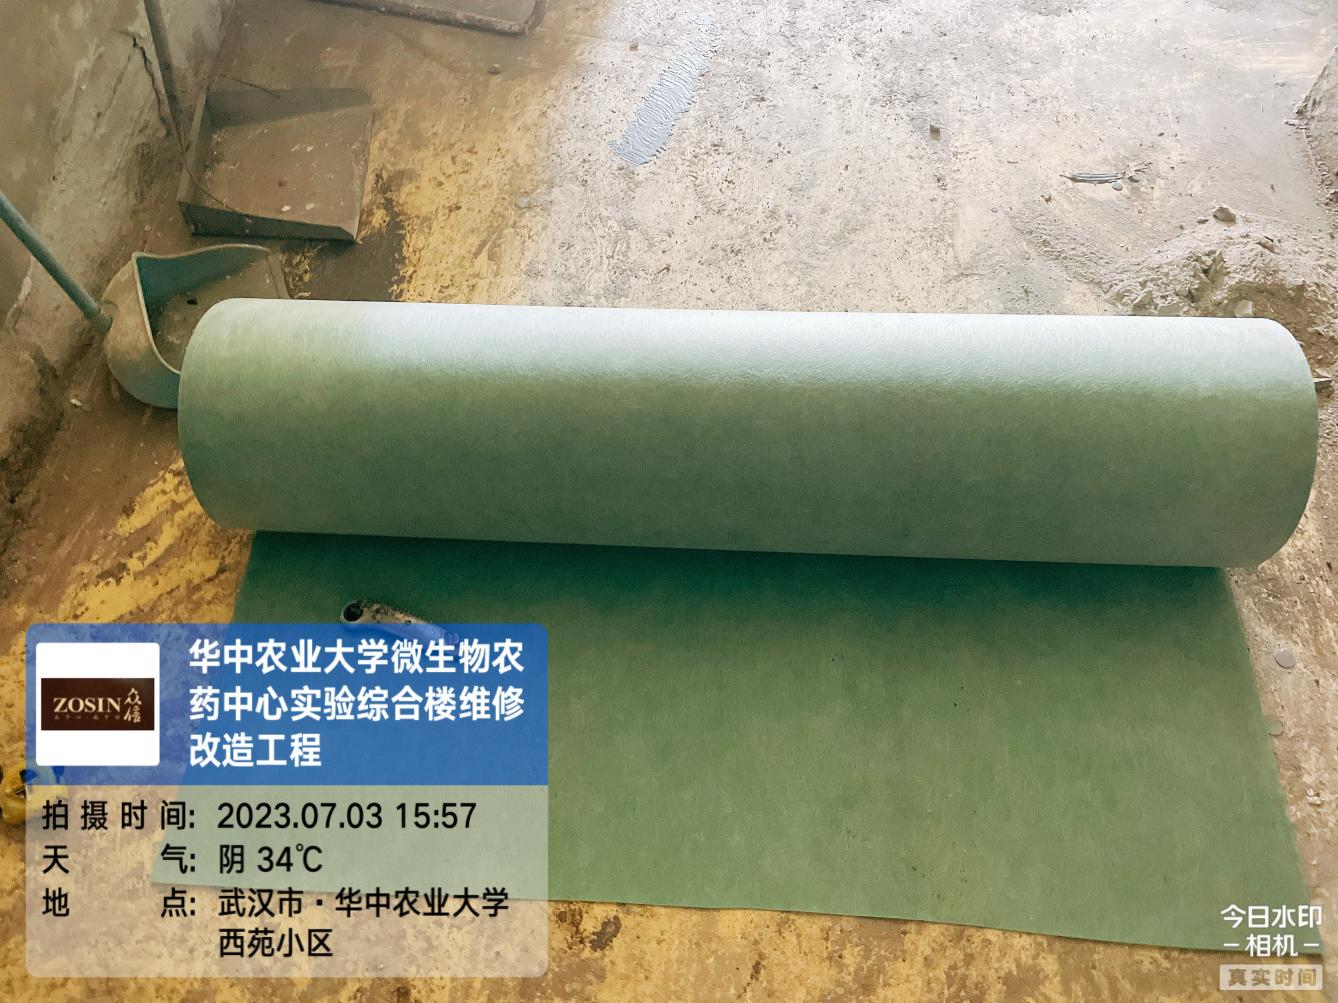 ZOSIN众信
华中农业大学微生物农
药中心实验综合楼维修
改造工程
拍摄时间: 2023.07.03 15:57
天气: 阴 34℃
地点: 武汉市·华中农业大学
西苑小区
今日水印
-相机-
真实时间